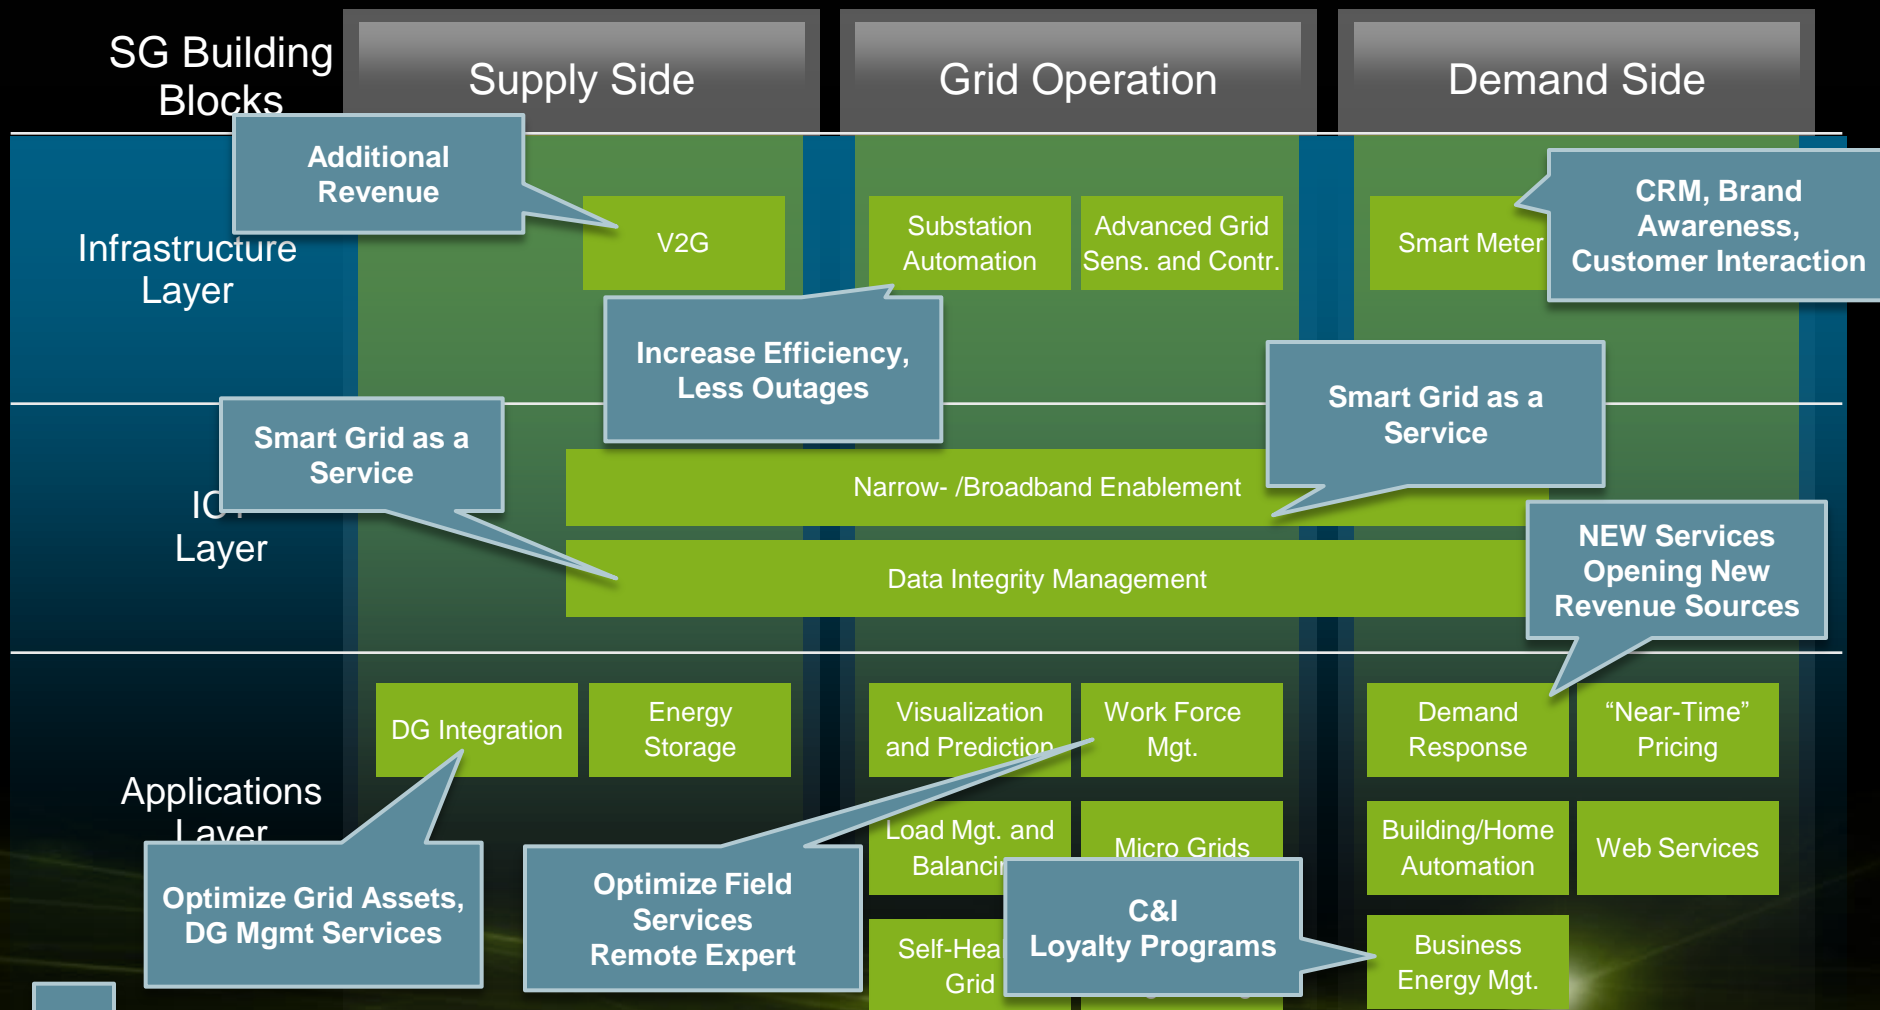 SG Building
Blocks
Supply Side
Grid Operation
Demand Side
Infrastructure
Layer
Additional
Revenue
V2G
Substation
Automation
Advanced Grid
Sens. and Contr.
Smart Meter
CRM, Brand
Awareness,
Customer Interaction
Increase Efficiency,
Less Outages
Smart Grid as a
Service
Layer
Smart Grid as a
Service
Narrow- /Broadband Enablement
Data Integrity Management
NEW Services
Opening New
Revenue Sources
Applications
Layer
DG Integration
Energy
Storage
Visualization
and Prediction
Work Force
Mgt.
Demand
Response
“Near-Time”
Pricing
Load Mgt. and
Micro Grids
Building/Home
Automation
Web Services
Grid
Business
Energy Mgt.
Optimize Grid Assets,
DG Mgmt Services
Optimize Field
Services
Remote Expert
C&I
Loyalty Programs